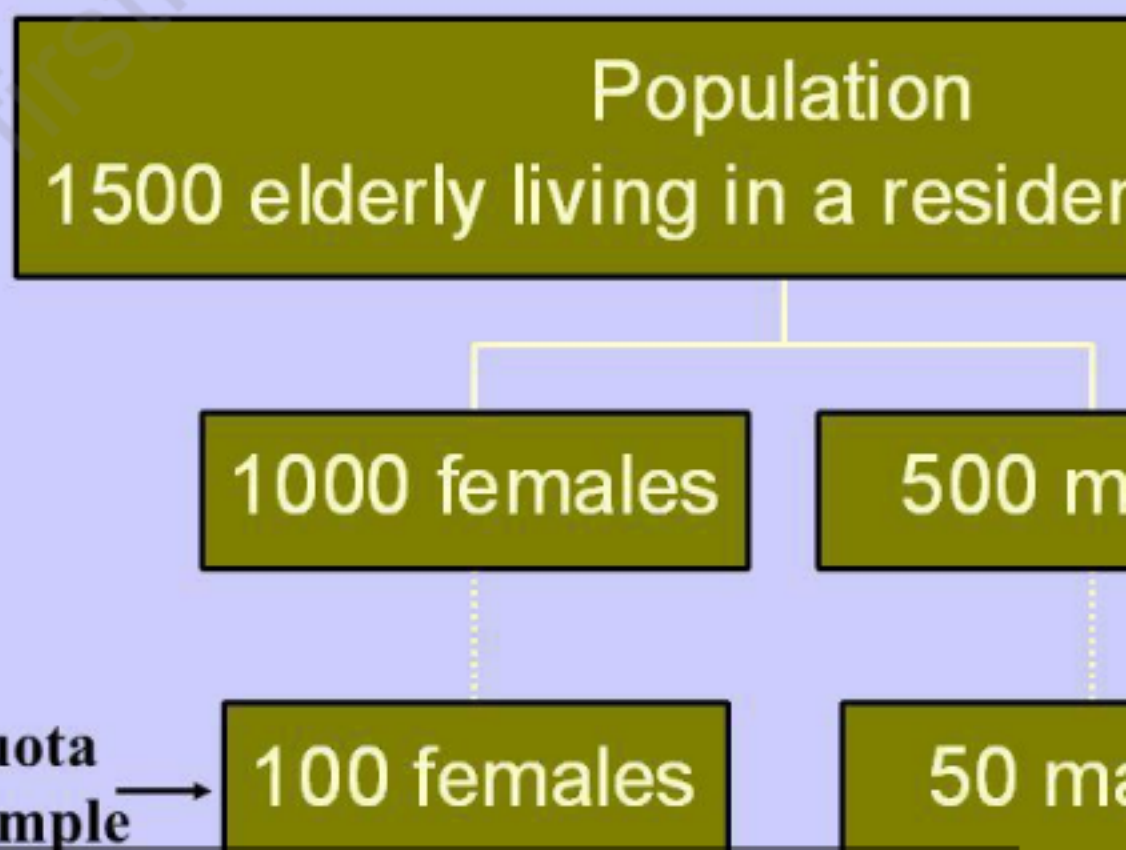 Population
1500 elderly living in a residen
1000 females
500 m
uota
mple
100 females
50 ma